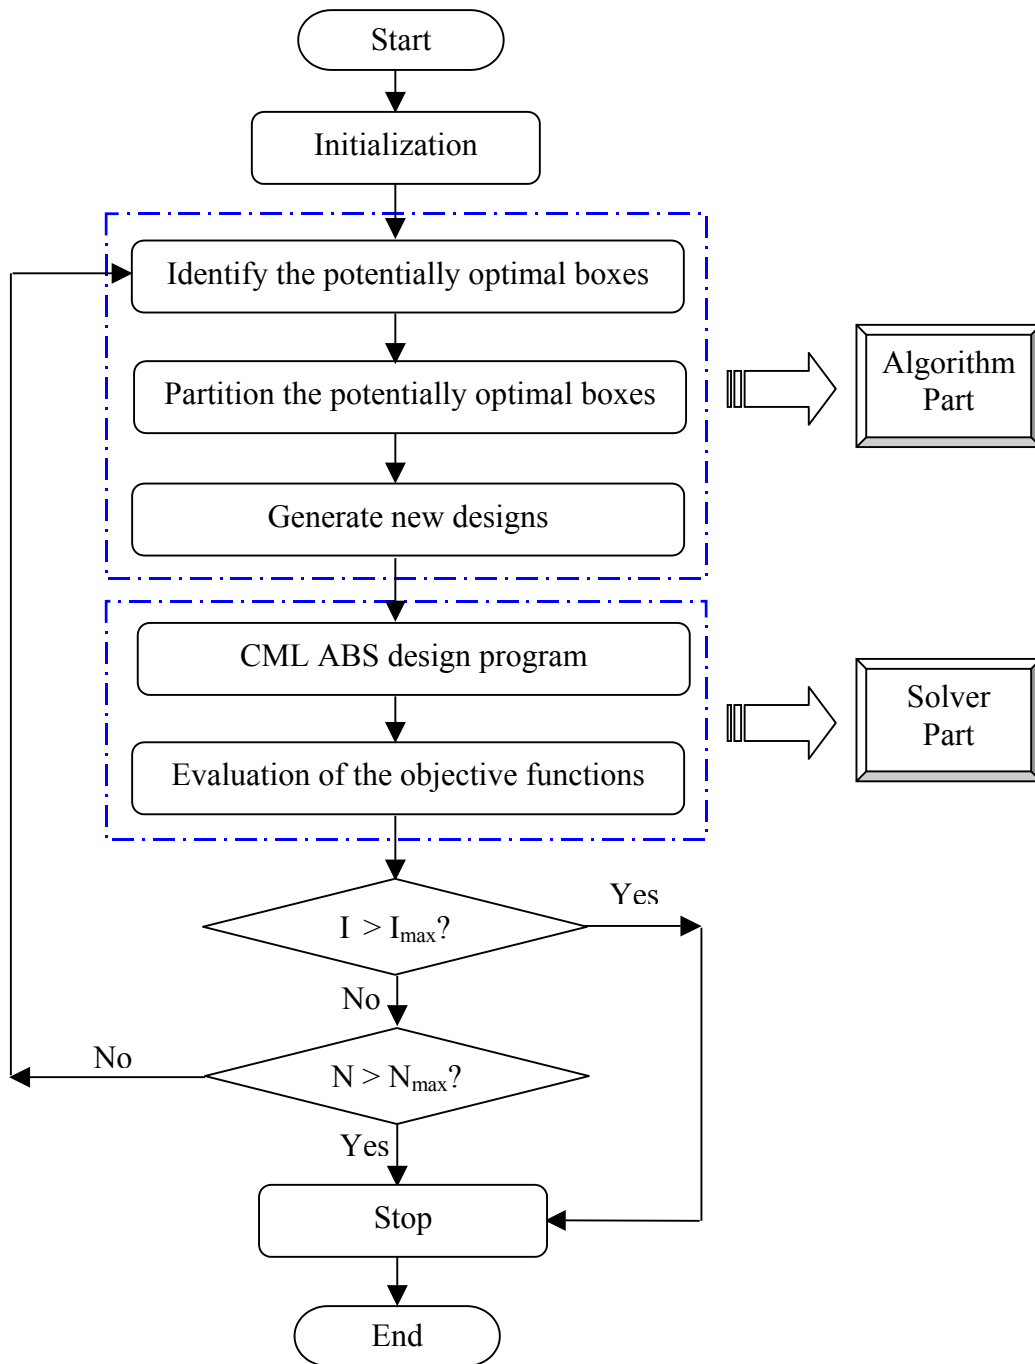 Start
Initialization
Identify the potentially optimal boxes
Partition the potentially optimal boxes
Algorithm
Part
Generate new designs
CML ABS design program
Solver
Part
Evaluation of the objective functions
I > Imax?
Yes
No
N > Nmax?
No
Yes
Stop
End